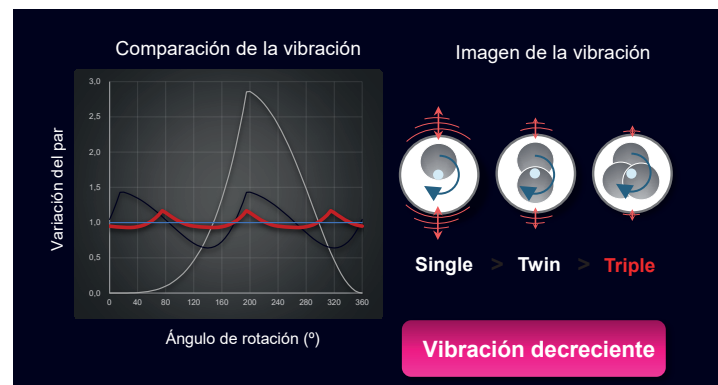 Comparación de la vibración
Imagen de la vibración
Variación del par
3,0
2,5
2,0
1,5
1,0
0,5
0,0
0 40 80 120 160 200 240 280 320 360
Ángulo de rotación (º)
Single > Twin > Triple
Vibración decreciente